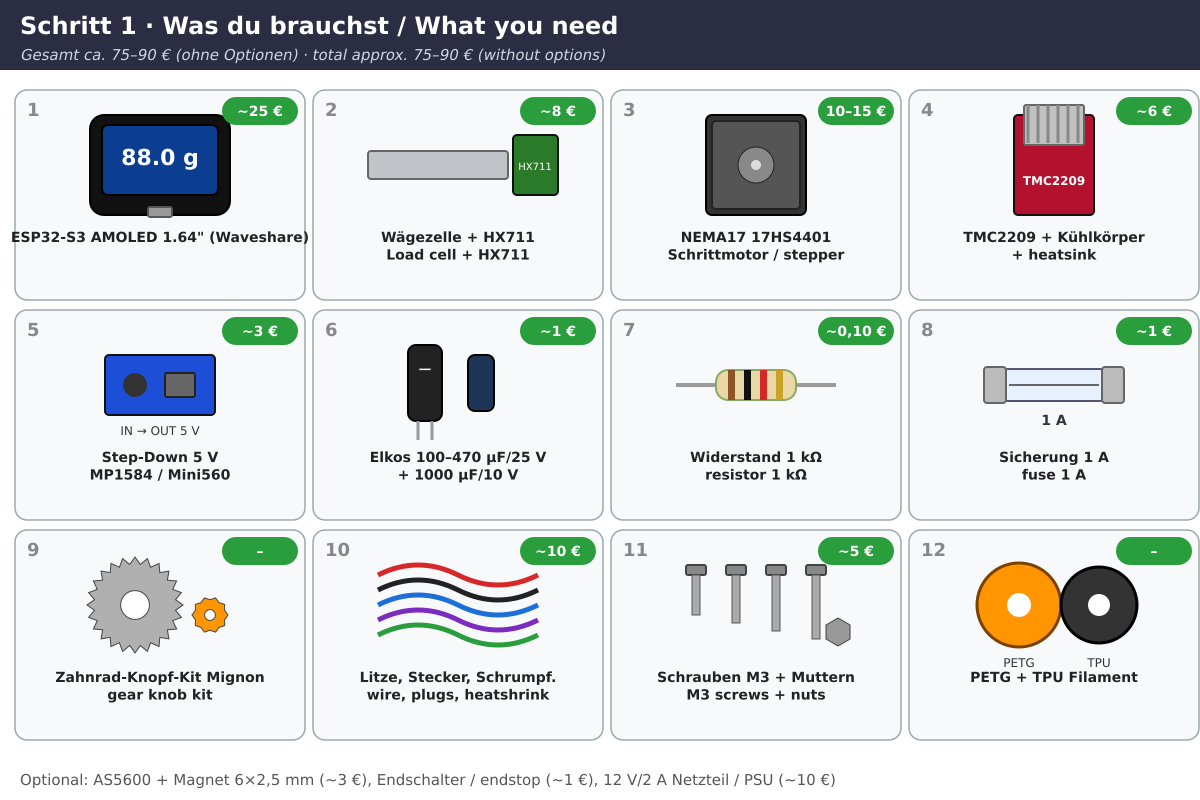 Schritt 1 · Was du brauchst / What you need
Gesamt ca. 75–90 € (ohne Optionen) · total approx. 75–90 € (without options)
1
~25 €
88.0 g
ESP32-S3 AMOLED 1.64" (Waveshare)
2
~8 €
HX711
Wägezelle + HX711
Load cell + HX711
3
10–15 €
NEMA17 17HS4401
Schrittmotor / stepper
4
~6 €
TMC2209
TMC2209 + Kühlkörper
+ heatsink
5
~3 €
IN → OUT 5 V
Step-Down 5 V
MP1584 / Mini560
6
~1 €
–
Elkos 100–470 µF/25 V
+ 1000 µF/10 V
7
~0,10 €
Widerstand 1 kΩ
resistor 1 kΩ
8
~1 €
1 A
Sicherung 1 A
fuse 1 A
9
–
Zahnrad-Knopf-Kit Mignon
gear knob kit
10
~10 €
Litze, Stecker, Schrumpf.
wire, plugs, heatshrink
11
~5 €
Schrauben M3 + Muttern
M3 screws + nuts
12
–
PETG TPU
PETG + TPU Filament
Optional: AS5600 + Magnet 6×2,5 mm (~3 €), Endschalter / endstop (~1 €), 12 V/2 A Netzteil / PSU (~10 €)